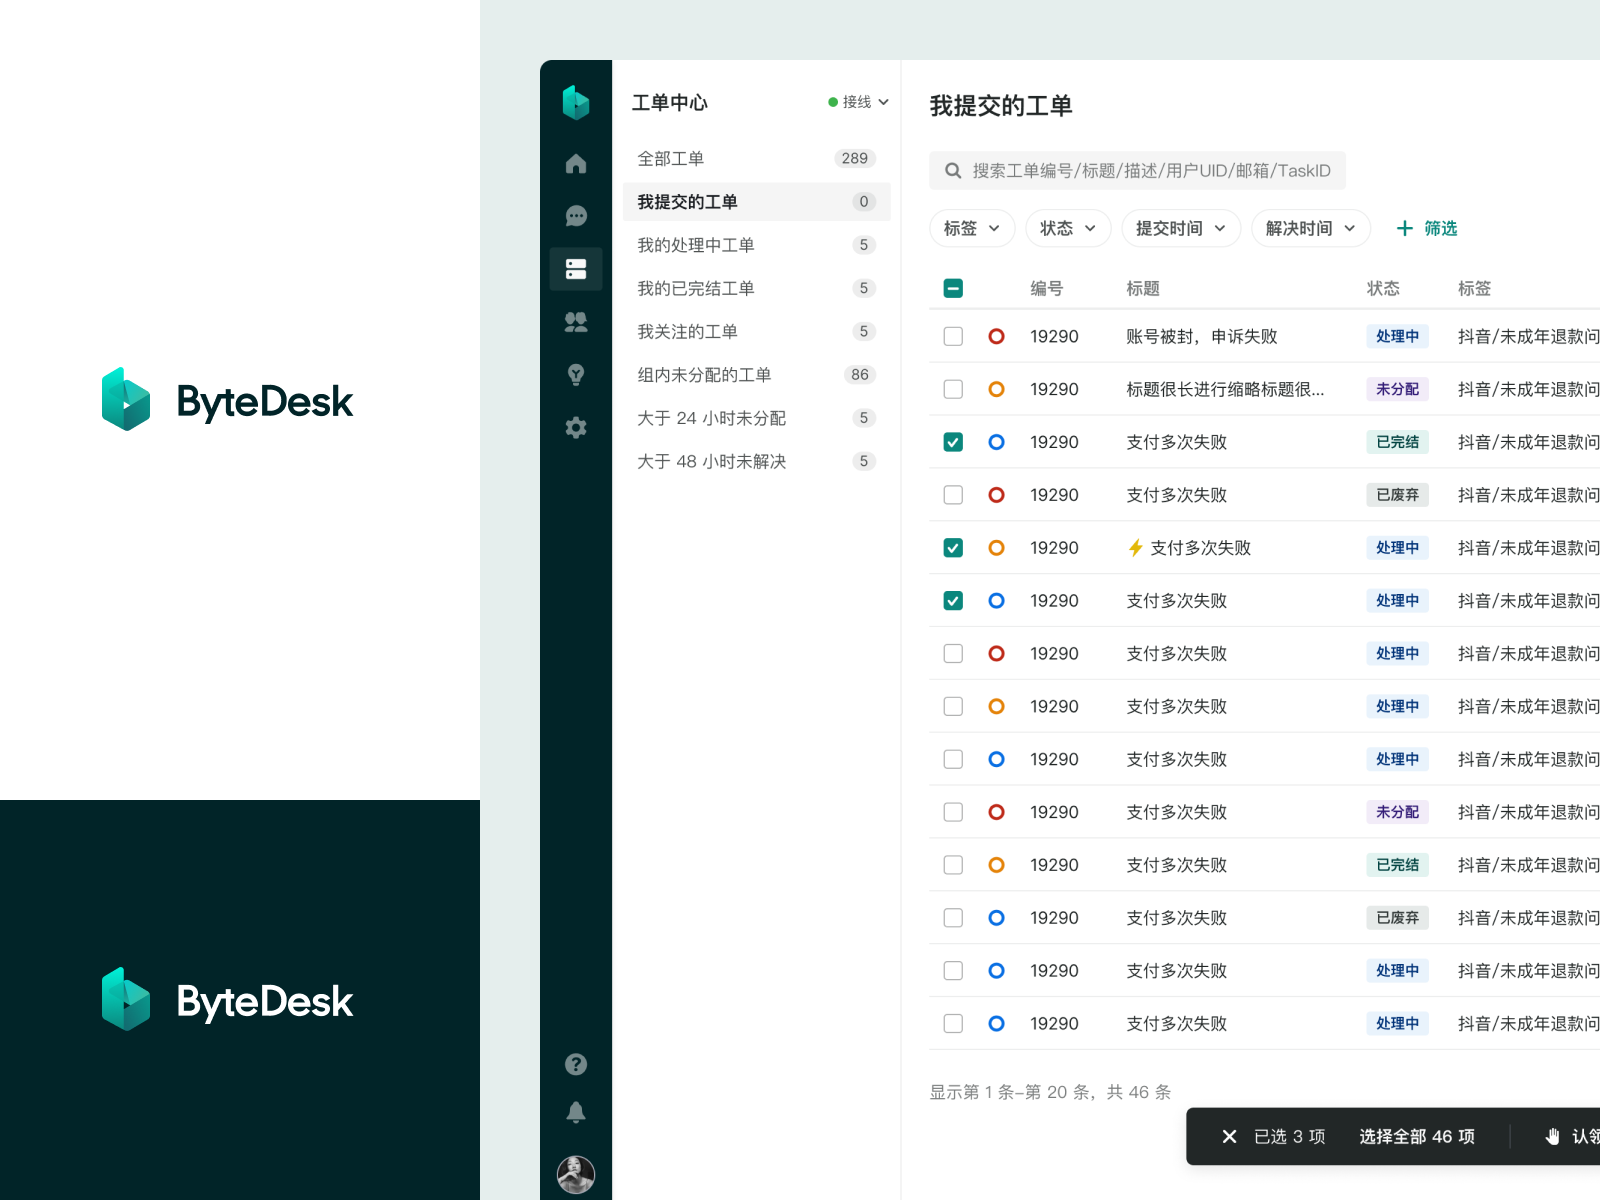 ByteDesk
ByteDesk
工单中心
接线
全部工单 289
我提交的工单 0
我的处理中工单 5
我的已完结工单 5
我关注的工单 5
组内未分配的工单 86
大于 24 小时未分配 5
大于 48 小时未解决 5
我提交的工单
搜索工单编号/标题/描述/用户UID/邮箱/TaskID
标签 状态 提交时间 解决时间 + 筛选
编号 标题 状态 标签
19290 账号被封，申诉失败 处理中 抖音/未成年退款问
19290 标题很长进行缩略标题很... 未分配 抖音/未成年退款问
19290 支付多次失败 已完结 抖音/未成年退款问
19290 支付多次失败 已废弃 抖音/未成年退款问
19290 支付多次失败 处理中 抖音/未成年退款问
19290 支付多次失败 处理中 抖音/未成年退款问
19290 支付多次失败 处理中 抖音/未成年退款问
19290 支付多次失败 处理中 抖音/未成年退款问
19290 支付多次失败 处理中 抖音/未成年退款问
19290 支付多次失败 未分配 抖音/未成年退款问
19290 支付多次失败 已完结 抖音/未成年退款问
19290 支付多次失败 已废弃 抖音/未成年退款问
19290 支付多次失败 处理中 抖音/未成年退款问
19290 支付多次失败 处理中 抖音/未成年退款问
显示第 1 条–第 20 条，共 46 条
已选 3 项 选择全部 46 项 认领